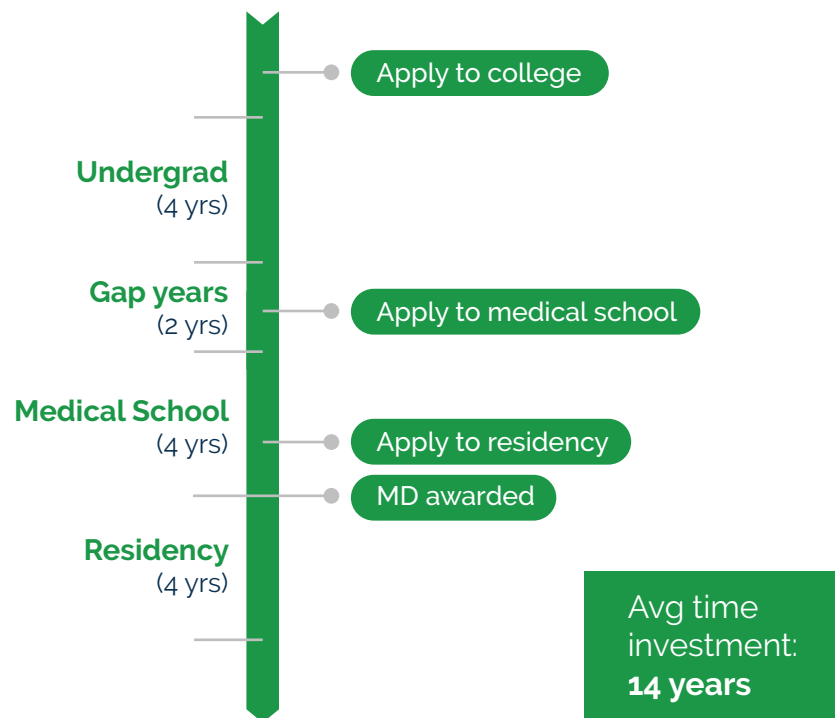 Apply to college
Undergrad
(4 yrs)
Gap years
(2 yrs)
Apply to medical school
Medical School
(4 yrs)
Apply to residency
MD awarded
Residency
(4 yrs)
Avg time
investment:
14 years